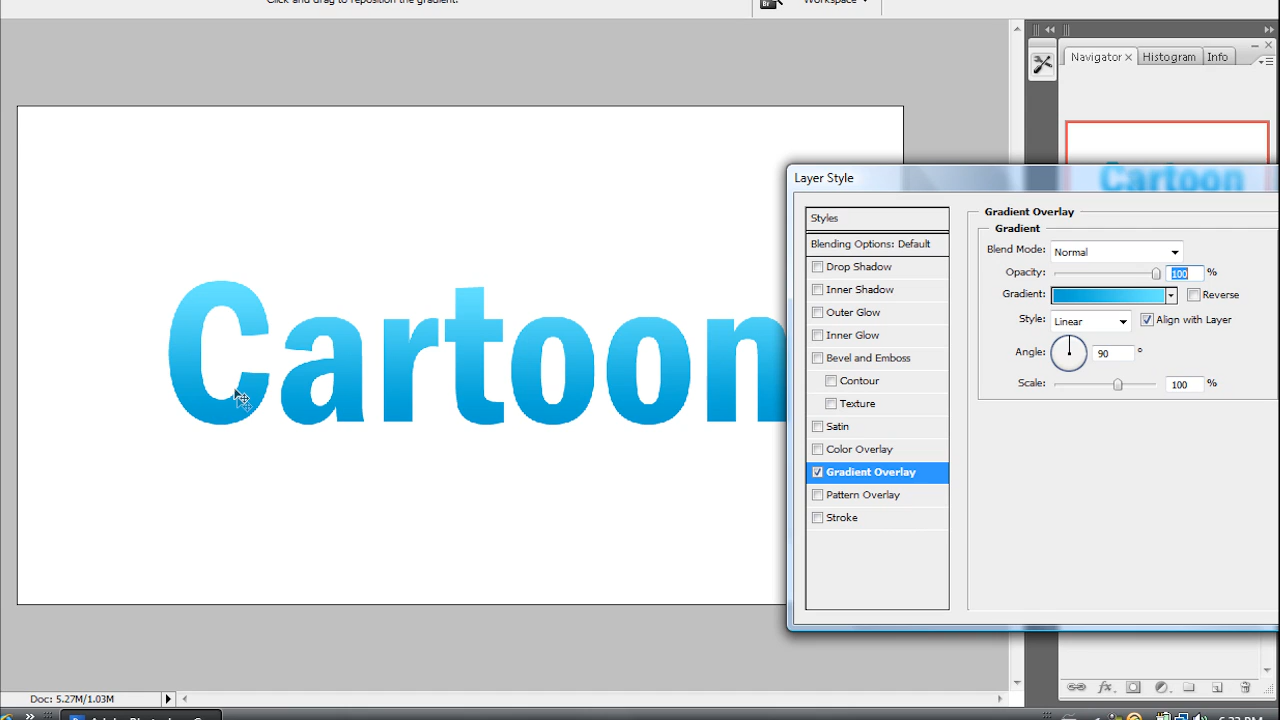 Click and drag to reposition the gradient.
Br
Workspace
Navigator Histogram Info
Cartoon
Cartoon
Layer Style
Styles
Blending Options: Default
Drop Shadow
Inner Shadow
Outer Glow
Inner Glow
Bevel and Emboss
Contour
Texture
Satin
Color Overlay
Gradient Overlay
Pattern Overlay
Stroke
Gradient Overlay
Gradient
Blend Mode: Normal
Opacity: 100 %
Gradient: Reverse
Style: Linear Align with Layer
Angle: 90 °
Scale: 100 %
Doc: 5.27M/1.03M
fx